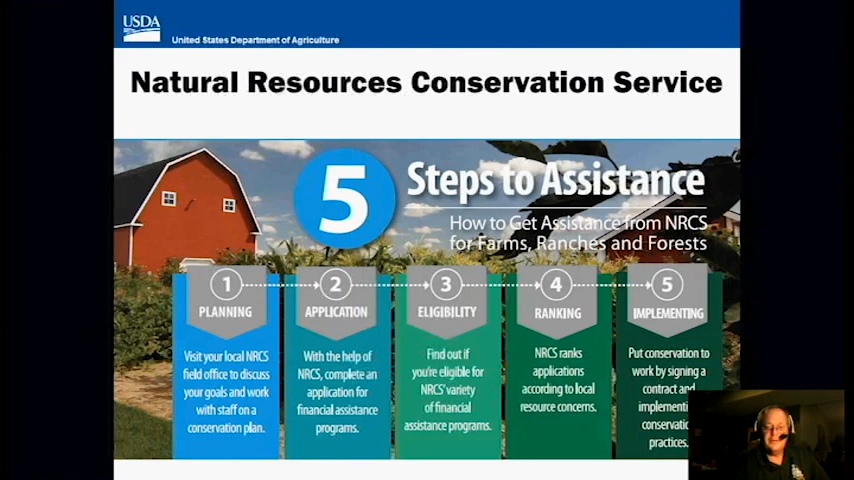 USDA
United States Department of Agriculture
Natural Resources Conservation Service
5
Steps to Assistance
How to Get Assistance from NRCS
for Farms, Ranches and Forests
1
PLANNING
Visit your local NRCS
field office to discuss
your goals and work
with staff on a
conservation plan.
2
APPLICATION
With the help of
NRCS, complete an
application for
financial assistance
programs.
3
ELIGIBILITY
Find out if
you're eligible for
NRCS' variety
of financial
assistance programs.
4
RANKING
NRCS ranks
applications
according to local
resource concerns.
5
IMPLEMENTING
Put conservation to
work by signing a
contract and
implementi
conservatio
practices.